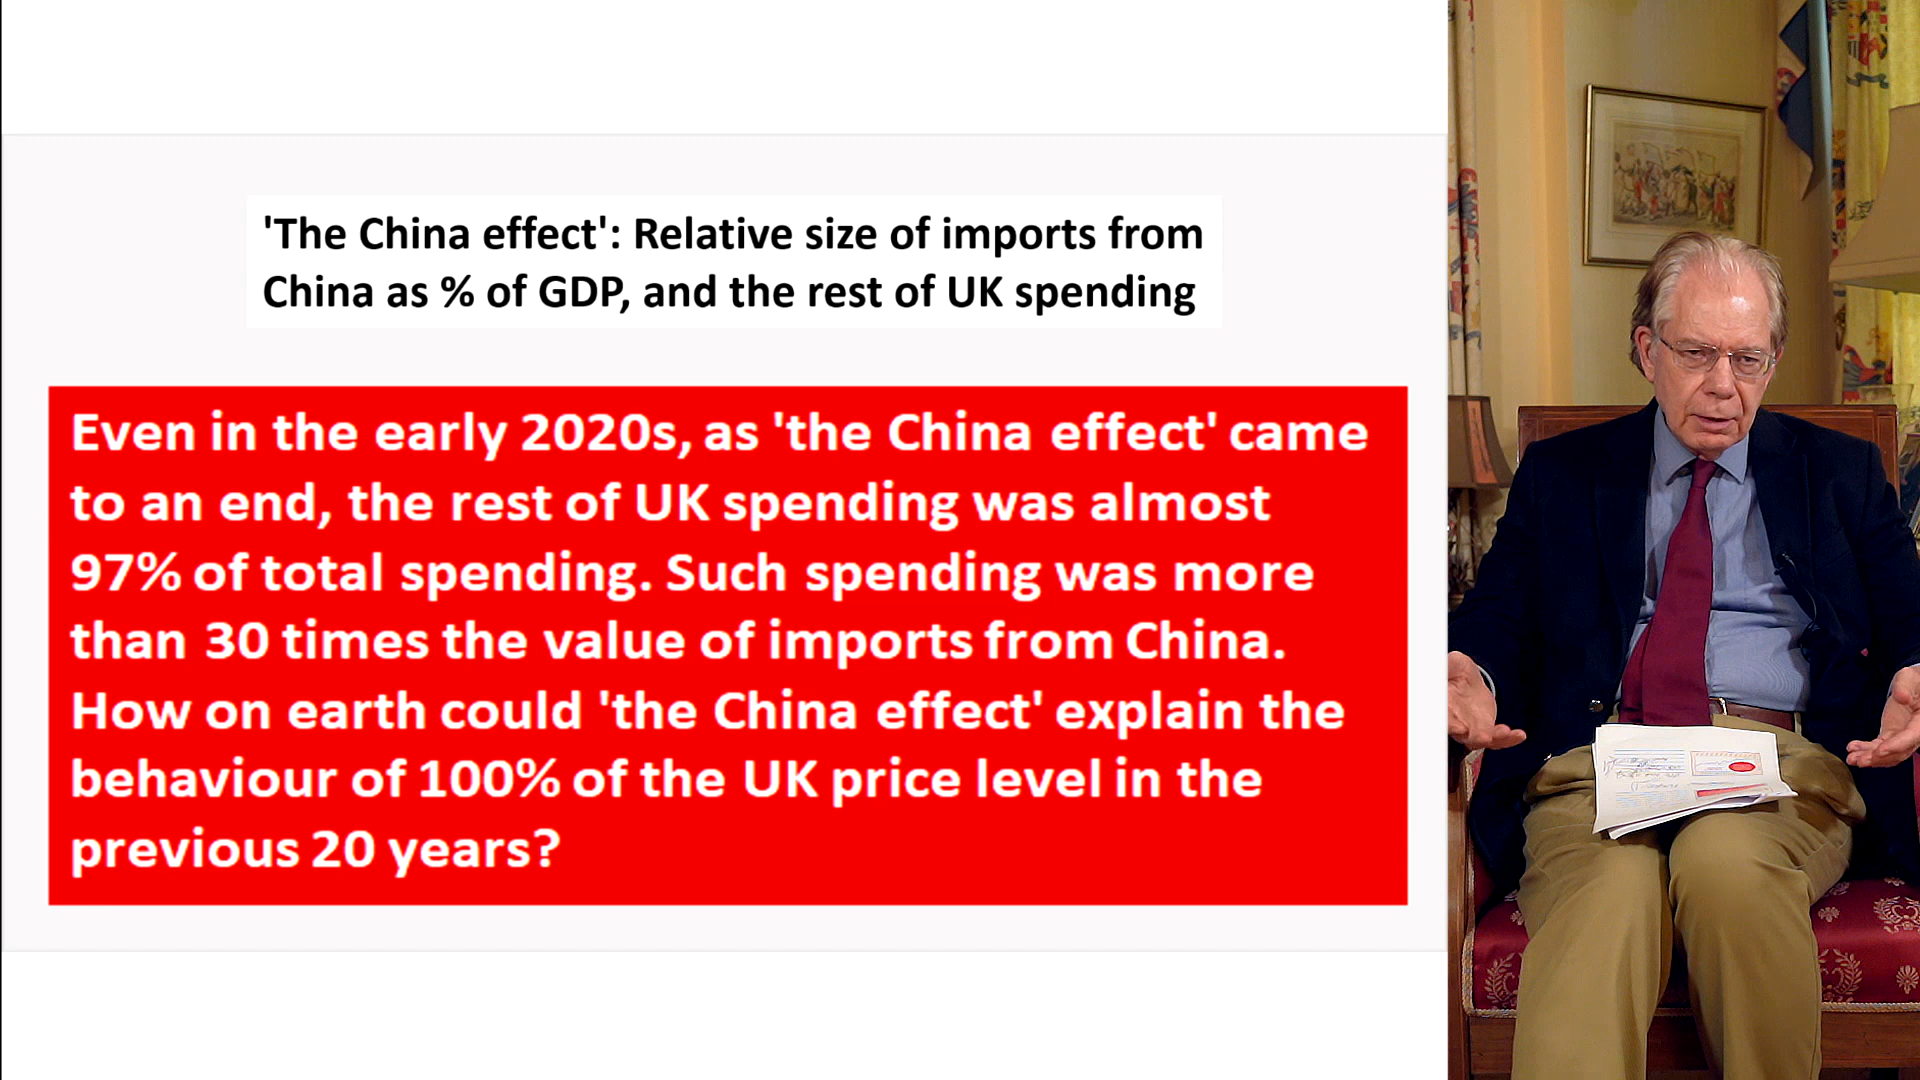 'The China effect': Relative size of imports from
China as % of GDP, and the rest of UK spending
Even in the early 2020s, as 'the China effect' came
to an end, the rest of UK spending was almost
97% of total spending. Such spending was more
than 30 times the value of imports from China.
How on earth could 'the China effect' explain the
behaviour of 100% of the UK price level in the
previous 20 years?